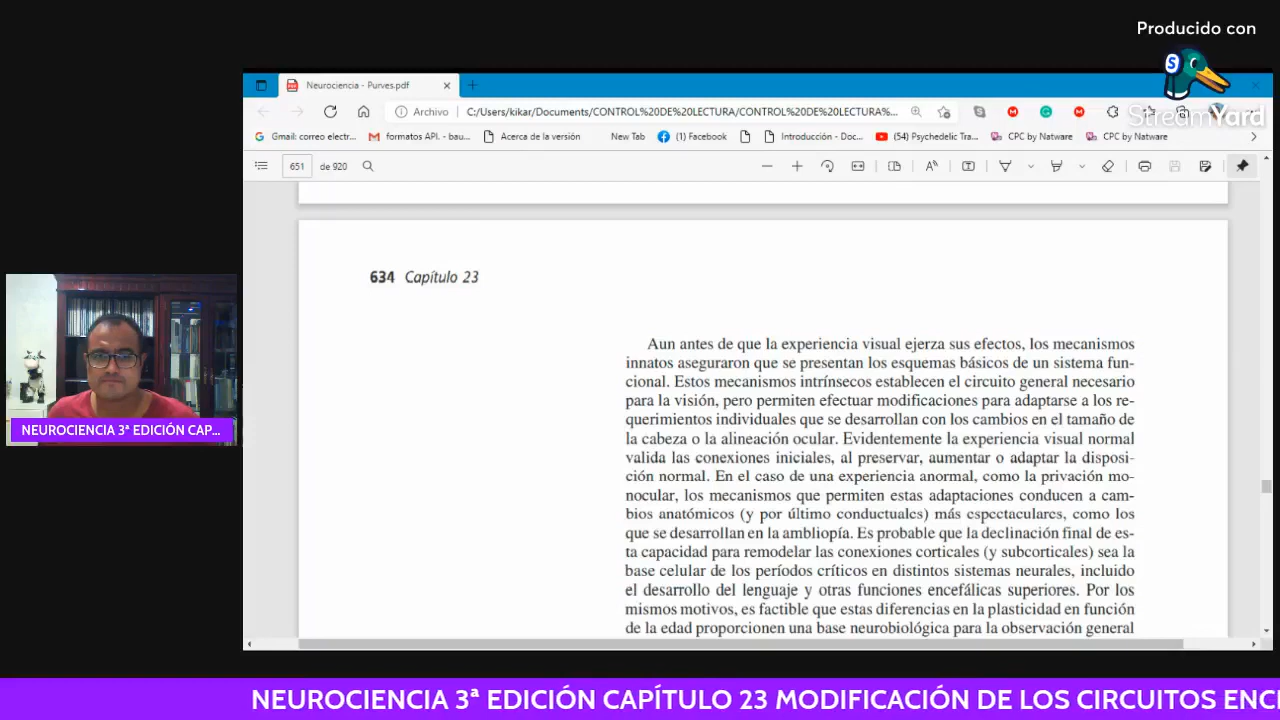 Producido con
StreamYard
Neurociencia - Purves.pdf
Archivo
C:/Users/kikar/Documents/CONTROL%20DE%20LECTURA/CONTROL%20DE%20LECTURA%...
Gmail: correo electr...
formatos API. - bau...
Acerca de la versión
New Tab
(1) Facebook
Introducción - Doc...
(54) Psychedelic Tra...
CPC by Natware
CPC by Natware
651
de 920
634 Capítulo 23
Aun antes de que la experiencia visual ejerza sus efectos, los mecanismos
innatos aseguraron que se presentan los esquemas básicos de un sistema fun-
cional. Estos mecanismos intrínsecos establecen el circuito general necesario
para la visión, pero permiten efectuar modificaciones para adaptarse a los re-
querimientos individuales que se desarrollan con los cambios en el tamaño de
la cabeza o la alineación ocular. Evidentemente la experiencia visual normal
valida las conexiones iniciales, al preservar, aumentar o adaptar la disposi-
ción normal. En el caso de una experiencia anormal, como la privación mo-
nocular, los mecanismos que permiten estas adaptaciones conducen a cam-
bios anatómicos (y por último conductuales) más espectaculares, como los
que se desarrollan en la ambliopía. Es probable que la declinación final de es-
ta capacidad para remodelar las conexiones corticales (y subcorticales) sea la
base celular de los períodos críticos en distintos sistemas neurales, incluido
el desarrollo del lenguaje y otras funciones encefálicas superiores. Por los
mismos motivos, es factible que estas diferencias en la plasticidad en función
de la edad proporcionen una base neurobiológica para la observación general
NEUROCIENCIA 3ª EDICIÓN CAP...
NEUROCIENCIA 3ª EDICIÓN CAPÍTULO 23 MODIFICACIÓN DE LOS CIRCUITOS ENC